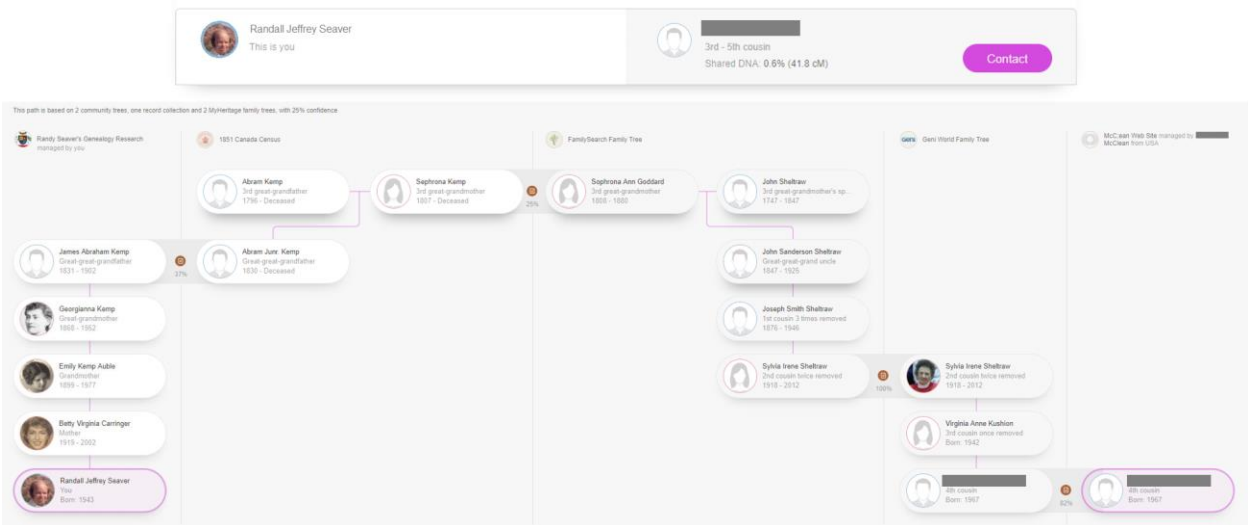 Randall Jeffrey Seaver
This is you
3rd - 5th cousin
Shared DNA: 0.6% (41.8 cM)
Contact
This path is based on 2 community trees, one record collection and 2 MyHeritage family trees, with 25% confidence
Randy Seaver's Genealogy Research
managed by you
1851 Canada Census
FamilySearch Family Tree
Geni World Family Tree
McClean Web Site managed by
McClean from USA
Abram Kemp
3rd great-grandfather
1796 - Deceased
Sephrona Kemp
3rd great-grandmother
1807 - Deceased
25%
Sophrona Ann Goddard
3rd great-grandmother
1808 - 1880
John Sheltraw
3rd great-grandmother's sp...
1747 - 1847
James Abraham Kemp
Great-great-grandfather
1831 - 1902
37%
Abram Junr. Kemp
Great-great-grandfather
1830 - Deceased
John Sanderson Sheltraw
Great-great-grand uncle
1847 - 1925
Georgianna Kemp
Great-grandmother
1868 - 1952
Joseph Smith Sheltraw
1st cousin 3 times removed
1876 - 1946
Emily Kemp Auble
Grandmother
1899 - 1977
Sylvia Irene Sheltraw
2nd cousin twice removed
1918 - 2012
100%
GENI
Sylvia Irene Sheltraw
2nd cousin twice removed
1918 - 2012
Betty Virginia Carringer
Mother
1919 - 2002
Virginia Anne Kushion
3rd cousin once removed
Born: 1942
Randall Jeffrey Seaver
You
Born: 1943
4th cousin
Born: 1967
82%
4th cousin
Born: 1967